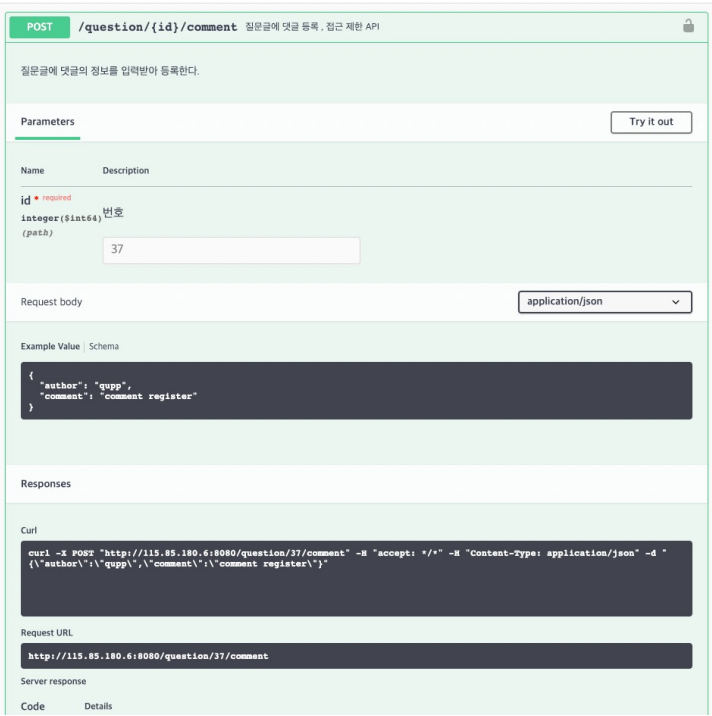 POST /question/{id}/comment 질문글에 댓글 등록 , 접근 제한 API
질문글에 댓글의 정보를 입력받아 등록한다.
Parameters
Try it out
Name Description
id * required
integer($int64) 번호
(path)
37
Request body
application/json
Example Value | Schema
{
"author": "qupp",
"comment": "comment register"
}
Responses
Curl
curl -X POST "http://115.85.180.6:8080/question/37/comment" -H "accept: */*" -H "Content-Type: application/json" -d "
{\"author\":\"qupp\",\"comment\":\"comment register\"}"
Request URL
http://115.85.180.6:8080/question/37/comment
Server response
Code Details